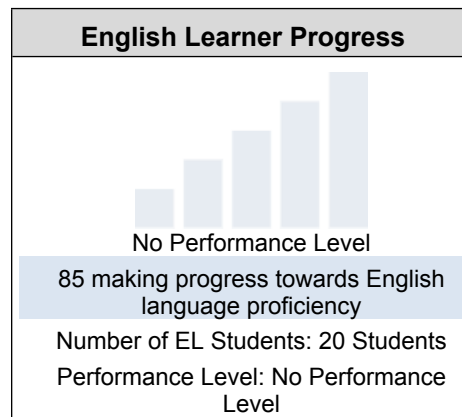 English Learner Progress
No Performance Level
85 making progress towards English
language proficiency
Number of EL Students: 20 Students
Performance Level: No Performance
Level